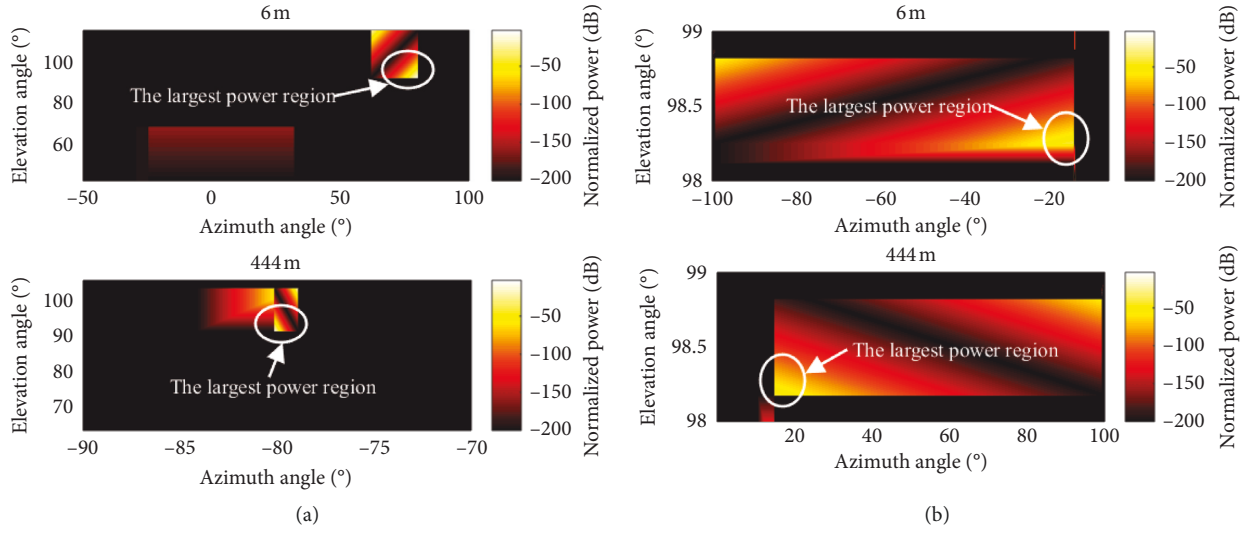 6 m
Elevation angle (°)
100
80
60
The largest power region
−50
0
50
100
Azimuth angle (°)
−50
−100
−150
−200
Normalized power (dB)
6 m
Elevation angle (°)
99
98.5
98
The largest power region
−100
−80
−60
−40
−20
Azimuth angle (°)
−50
−100
−150
−200
Normalized power (dB)
444 m
Elevation angle (°)
100
90
80
70
The largest power region
−90
−85
−80
−75
−70
Azimuth angle (°)
−50
−100
−150
−200
Normalized power (dB)
(a)
444 m
Elevation angle (°)
99
98.5
98
The largest power region
20
40
60
80
100
Azimuth angle (°)
−50
−100
−150
−200
Normalized power (dB)
(b)